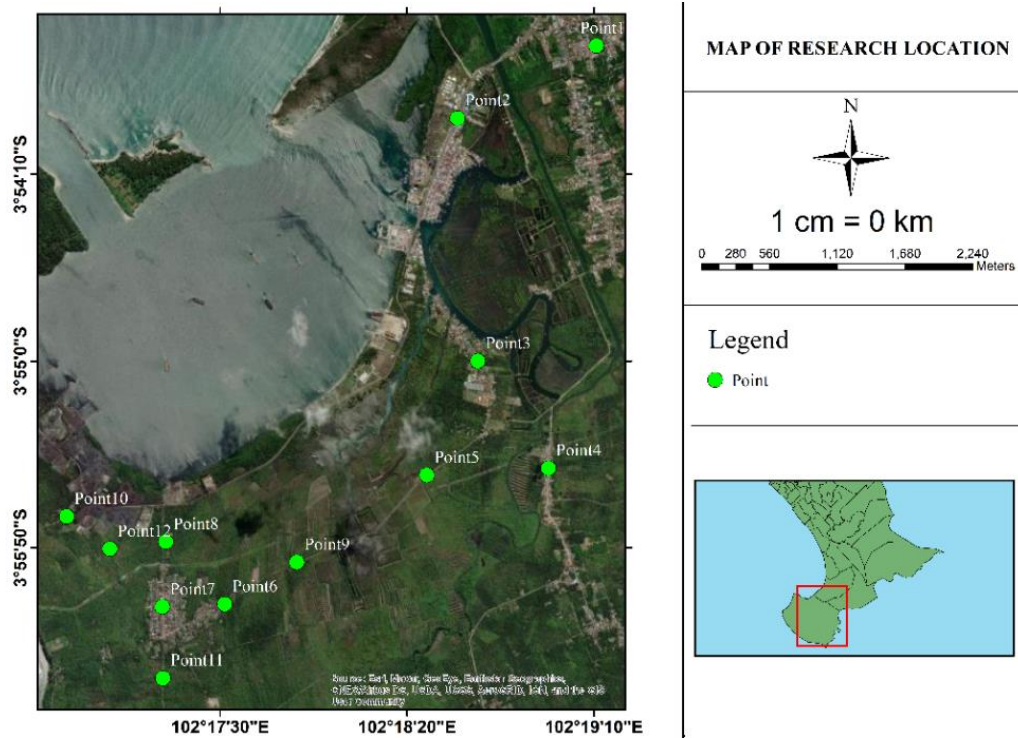 Point1
Point2
3°54'10"S
Point3
3°55'0"S
Point5
Point4
Point10
Point12
Point8
3°55'50"S
Point9
Point7
Point6
Point11
User Community
102°17'30"E
102°18'20"E
102°19'10"E
MAP OF RESEARCH LOCATION
N
1 cm = 0 km
0 280 560 1,120 1,680 2,240
Meters
Legend
Point